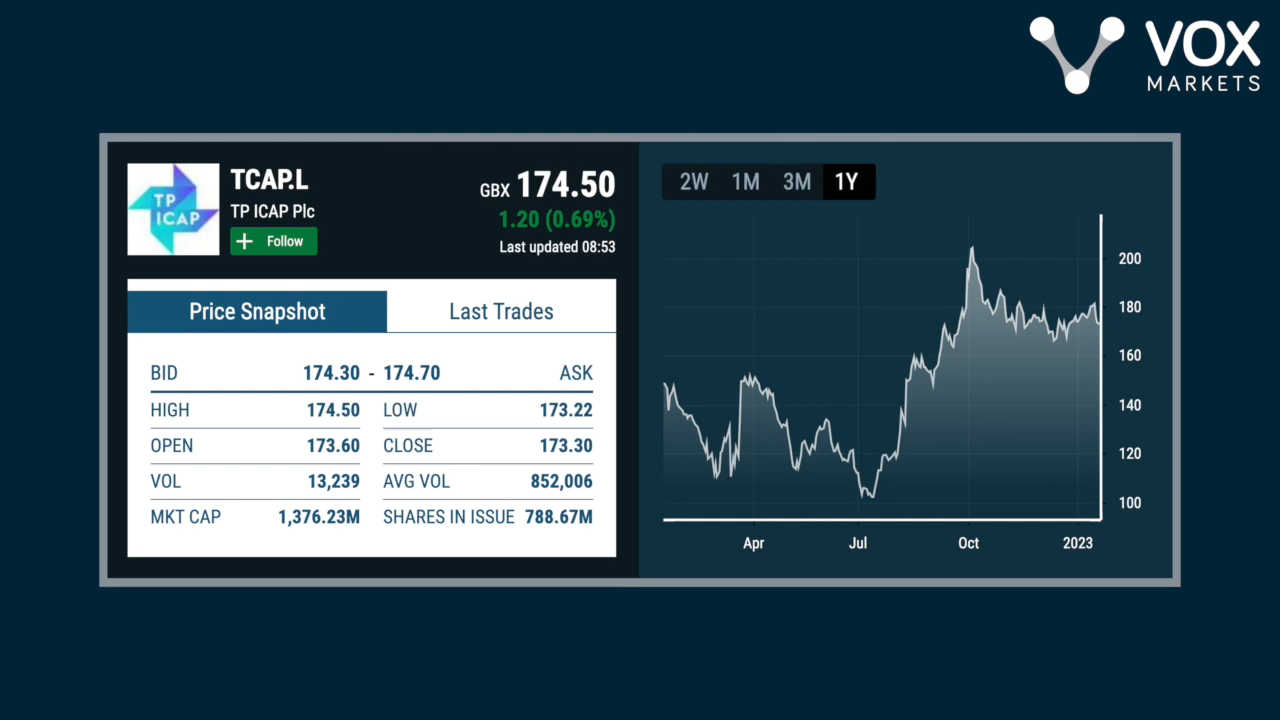 VOX
MARKETS
TP
ICAP
TCAP.L
TP ICAP Plc
+ Follow
GBX 174.50
1.20 (0.69%)
Last updated 08:53
Price Snapshot
Last Trades
BID 174.30 - 174.70 ASK
HIGH 174.50 LOW 173.22
OPEN 173.60 CLOSE 173.30
VOL 13,239 AVG VOL 852,006
MKT CAP 1,376.23M SHARES IN ISSUE 788.67M
2W 1M 3M 1Y
200
180
160
140
120
100
Apr Jul Oct 2023